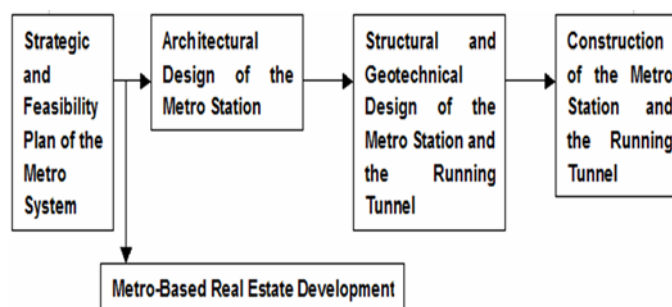 Strategic
and
Feasibility
Plan of the
Metro
System
Architectural
Design of the
Metro Station
Structural and
Geotechnical
Design of the
Metro Station and
the Running
Tunnel
Construction
of the Metro
Station and
the Running
Tunnel
Metro-Based Real Estate Development